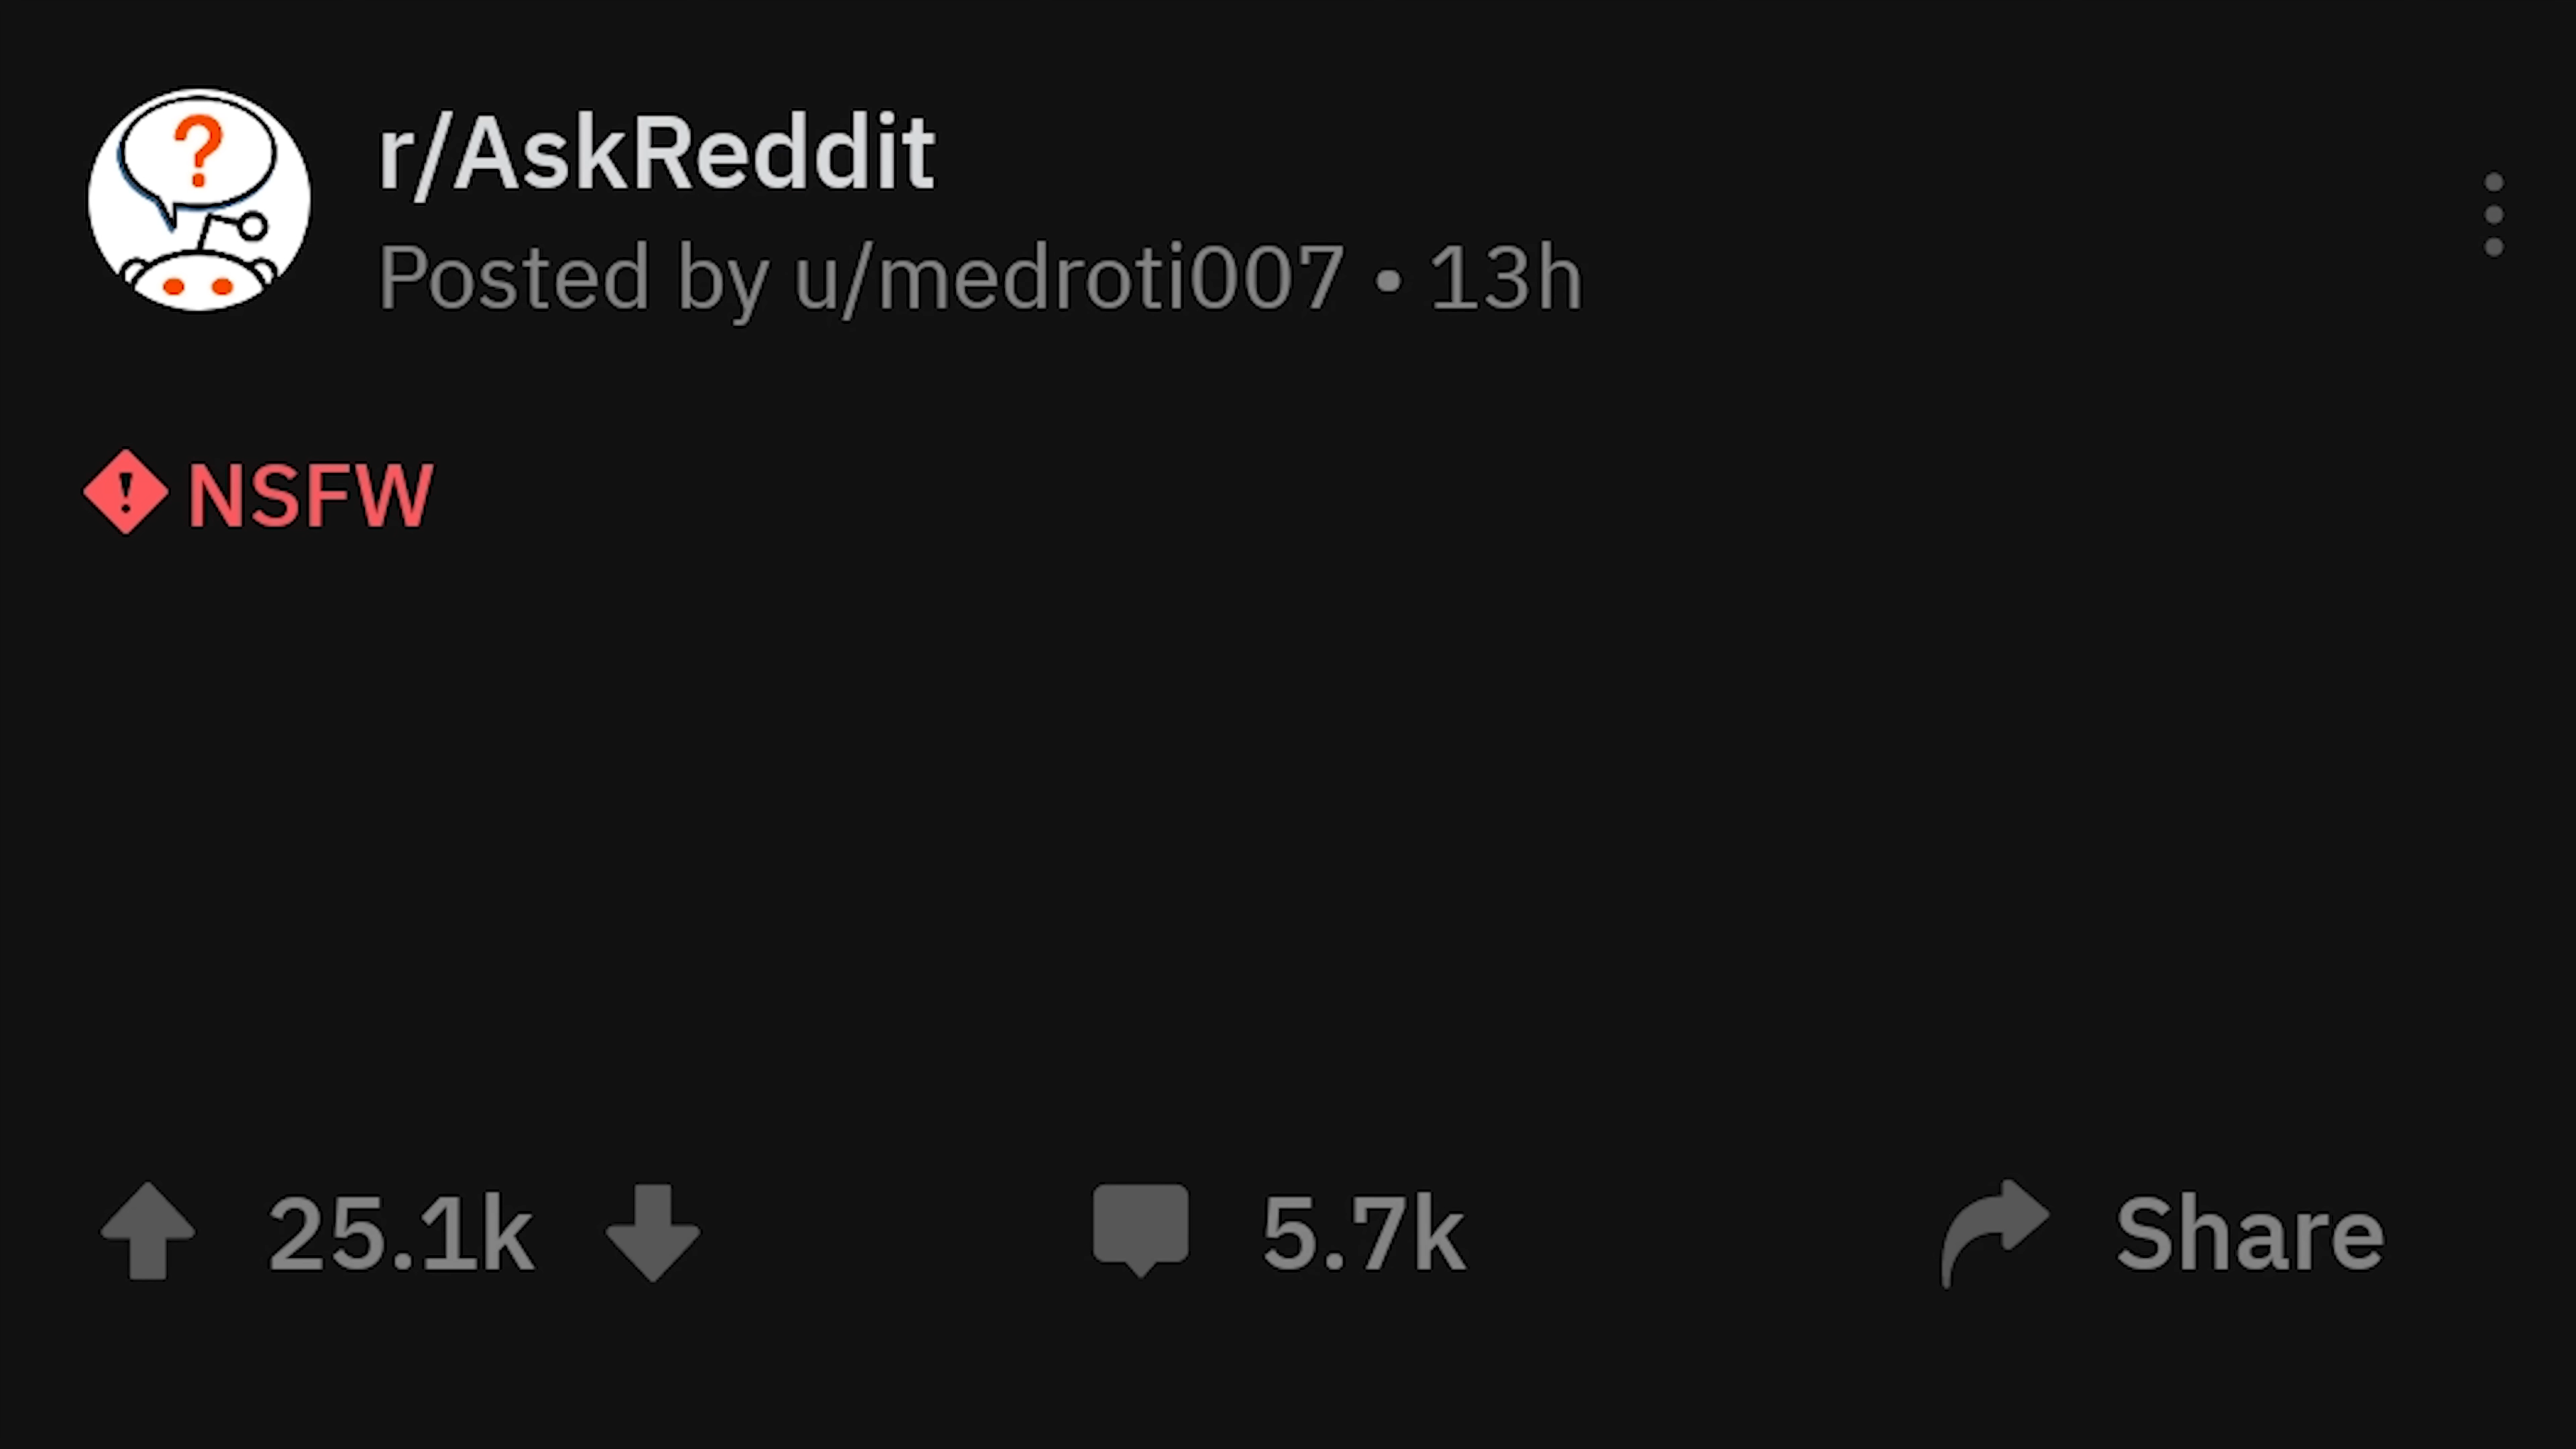 r/AskReddit
Posted by u/medroti007 • 13h
NSFW
25.1k
5.7k
Share